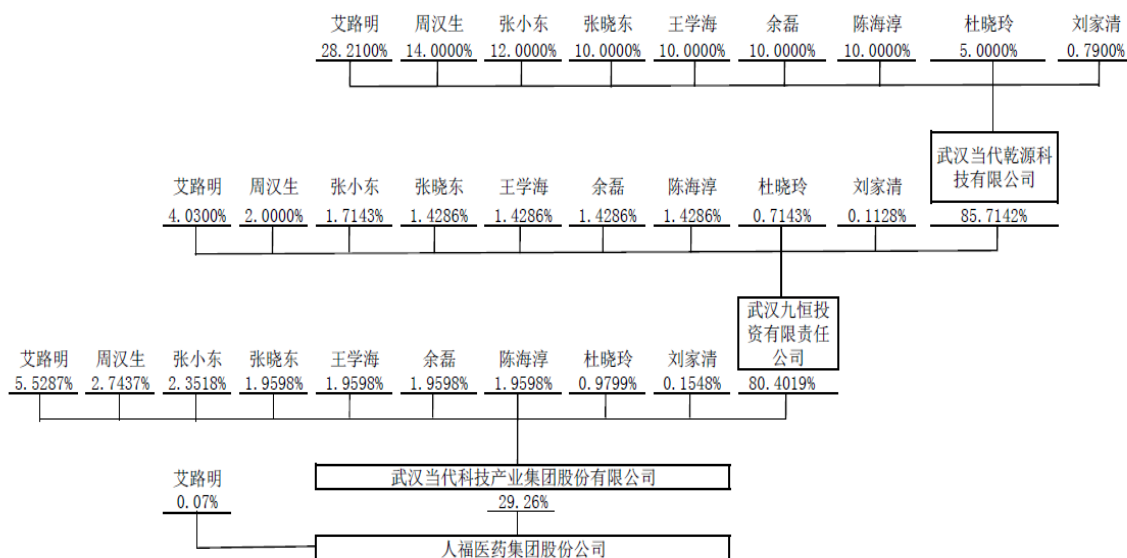 艾路明 周汉生 张小东 张晓东 王学海 余磊 陈海淳 杜晓玲 刘家清
28.2100% 14.0000% 12.0000% 10.0000% 10.0000% 10.0000% 10.0000% 5.0000% 0.7900%
武汉当代乾源科
技有限公司
艾路明 周汉生 张小东 张晓东 王学海 余磊 陈海淳 杜晓玲 刘家清
4.0300% 2.0000% 1.7143% 1.4286% 1.4286% 1.4286% 1.4286% 0.7143% 0.1128% 85.7142%
武汉九恒投
资有限责任
公司
艾路明 周汉生 张小东 张晓东 王学海 余磊 陈海淳 杜晓玲 刘家清
5.5287% 2.7437% 2.3518% 1.9598% 1.9598% 1.9598% 1.9598% 0.9799% 0.1548% 80.4019%
艾路明 武汉当代科技产业集团股份有限公司
0.07% 29.26%
人福医药集团股份公司